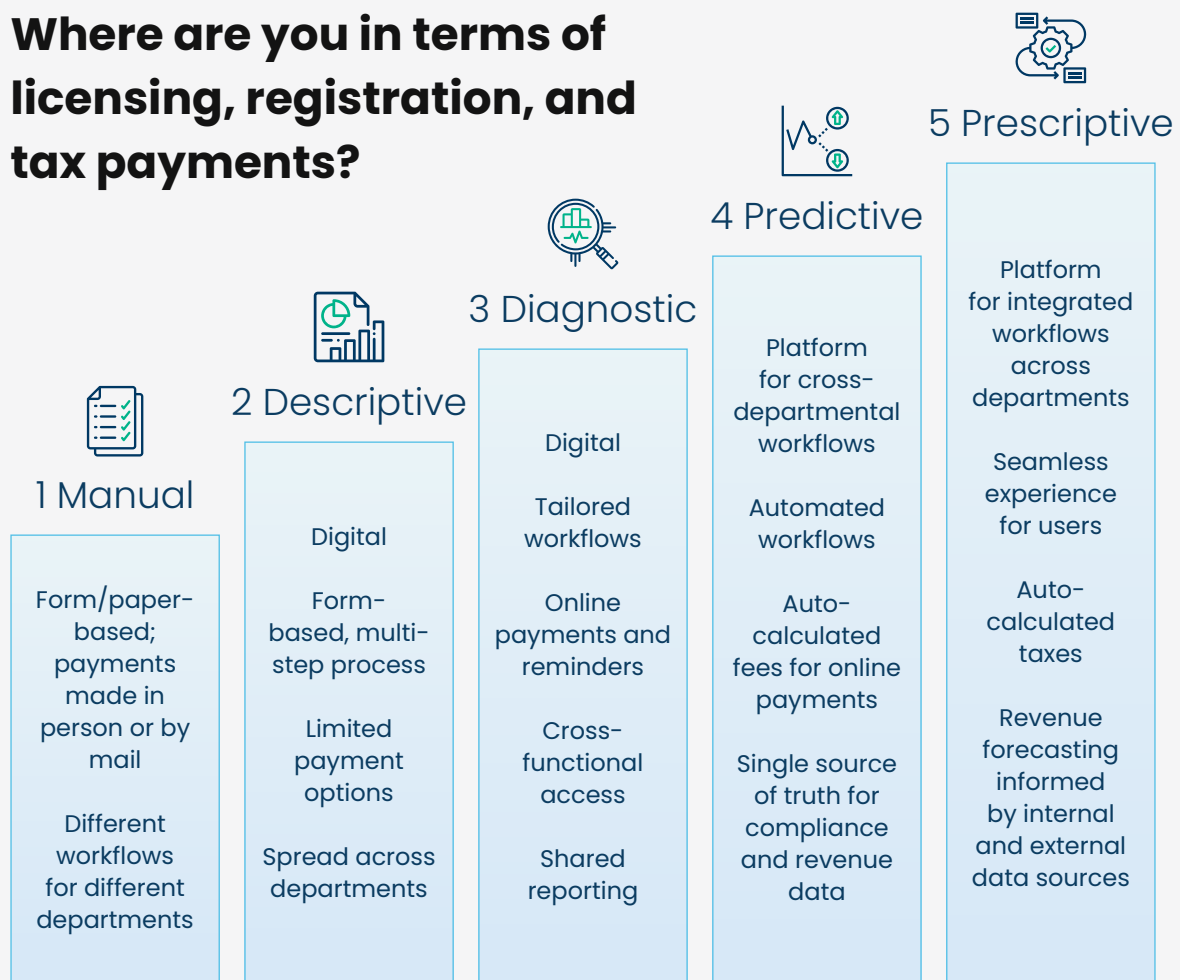 Where are you in terms of
licensing, registration, and
tax payments?
1 Manual
Form/paper-
based;
payments
made in
person or by
mail
Different
workflows
for different
departments
2 Descriptive
Digital
Form-
based, multi-
step process
Limited
payment
options
Spread across
departments
3 Diagnostic
Digital
Tailored
workflows
Online
payments and
reminders
Cross-
functional
access
Shared
reporting
4 Predictive
Platform
for cross-
departmental
workflows
Automated
workflows
Auto-
calculated
fees for online
payments
Single source
of truth for
compliance
and revenue
data
5 Prescriptive
Platform
for integrated
workflows
across
departments
Seamless
experience
for users
Auto-
calculated
taxes
Revenue
forecasting
informed
by internal
and external
data sources